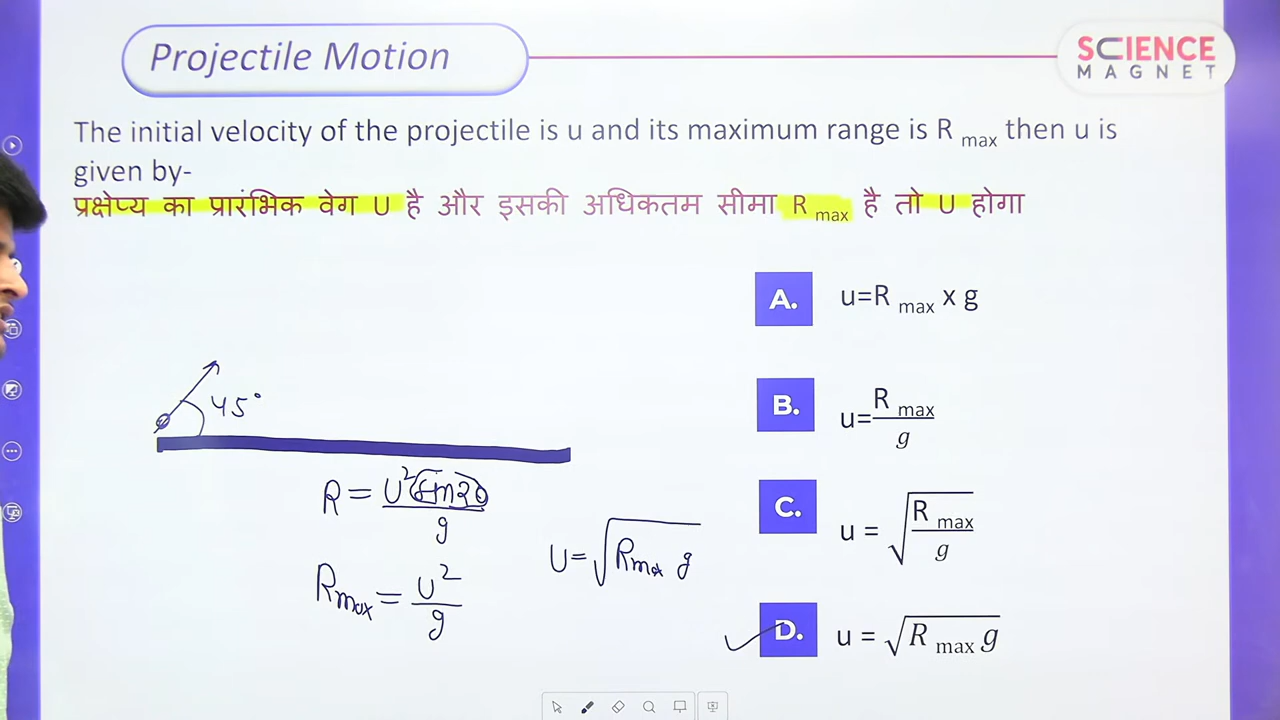 Projectile Motion
SCIENCE
MAGNET
The initial velocity of the projectile is u and its maximum range is R max then u is
given by-
प्रक्षेप्य का प्रारंभिक वेग U है और इसकी अधिकतम सीमा R max है तो U होगा
A. u=R max x g
B. u=R max/g
C. u = √(R max/g)
D. u = √(R max g)
45°
R = U² sin2θ/g
Rmax = U²/g
U = √(Rmax g)